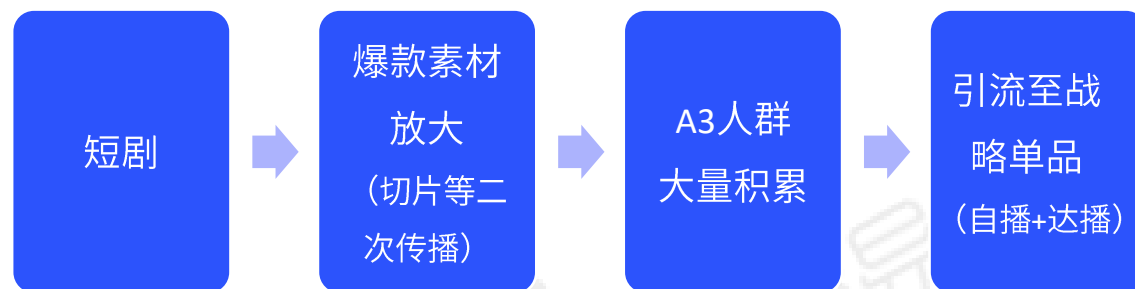 短剧
爆款素材
放大
（切片等二
次传播）
A3人群
大量积累
引流至战
略单品
（自播+达播）